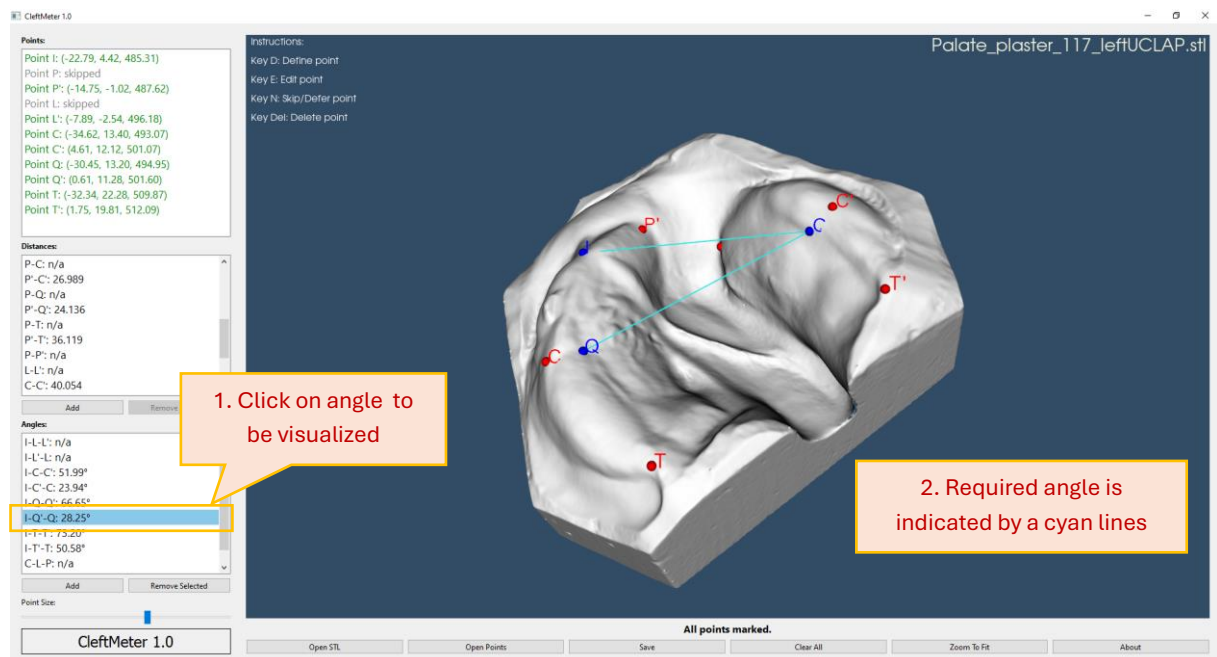 CleftMeter 1.0
Points:
Point I: (-22.79, 4.42, 485.31)
Point P: skipped
Point P': (-14.75, -1.02, 487.62)
Point L: skipped
Point L': (-7.89, -2.54, 496.18)
Point C: (-34.62, 13.40, 493.07)
Point C': (4.61, 12.12, 501.07)
Point Q: (-30.45, 13.20, 494.95)
Point Q': (0.61, 11.28, 501.60)
Point T: (-32.34, 22.28, 509.87)
Point T': (1.75, 19.81, 512.09)
Distances:
P-C: n/a
P'-C': 26.989
P-Q: n/a
P'-Q': 24.136
P-T: n/a
P'-T': 36.119
P-P': n/a
L-L': n/a
C-C': 40.054
Add
Angles:
I-L-L': n/a
I-L'-L: n/a
I-C-C': 51.99°
I-C'-C: 23.94°
I-Q-Q': 66.65°
I-Q'-Q: 28.25°
I-T-T': 73.20°
I-T'-T: 50.58°
C-L-P: n/a
Add Remove Selected
Point Size:
CleftMeter 1.0
Instructions:
Key D: Define point
Key E: Edit point
Key N: Skip/Defer point
Key Del: Delete point
Palate_plaster_117_leftUCLAP.stl
P'
C'
T'
Q
C
T
1. Click on angle to
be visualized
2. Required angle is
indicated by a cyan lines
All points marked.
Open STL Open Points Save Clear All Zoom To Fit About